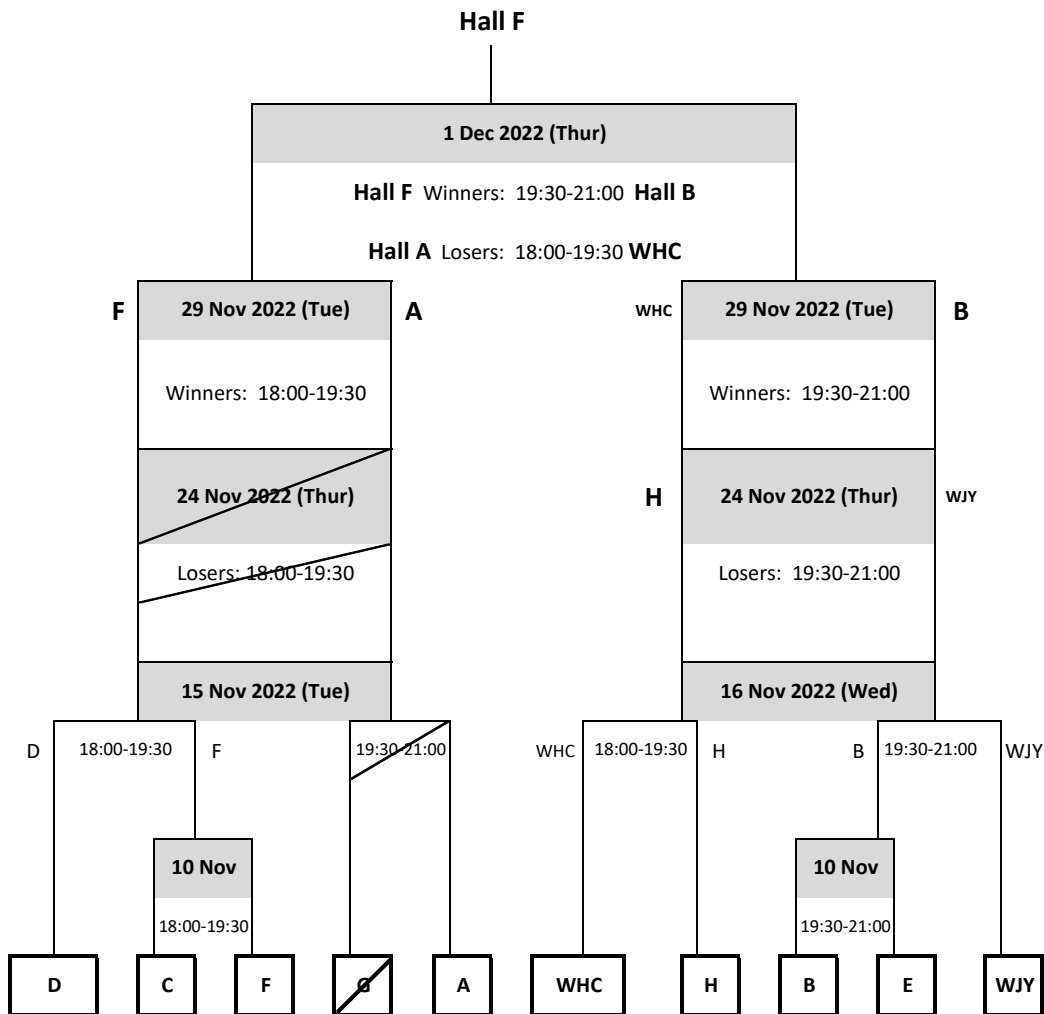 Hall F
1 Dec 2022 (Thur)
Hall F Winners: 19:30-21:00 Hall B
Hall A Losers: 18:00-19:30 WHC
F 29 Nov 2022 (Tue) A WHC 29 Nov 2022 (Tue) B
Winners: 18:00-19:30 Winners: 19:30-21:00
24 Nov 2022 (Thur) H 24 Nov 2022 (Thur) WJY
Losers: 18:00-19:30 Losers: 19:30-21:00
15 Nov 2022 (Tue) 16 Nov 2022 (Wed)
D 18:00-19:30 F 19:30-21:00 WHC 18:00-19:30 H B 19:30-21:00 WJY
10 Nov 10 Nov
18:00-19:30 19:30-21:00
D C F G A WHC H B E WJY